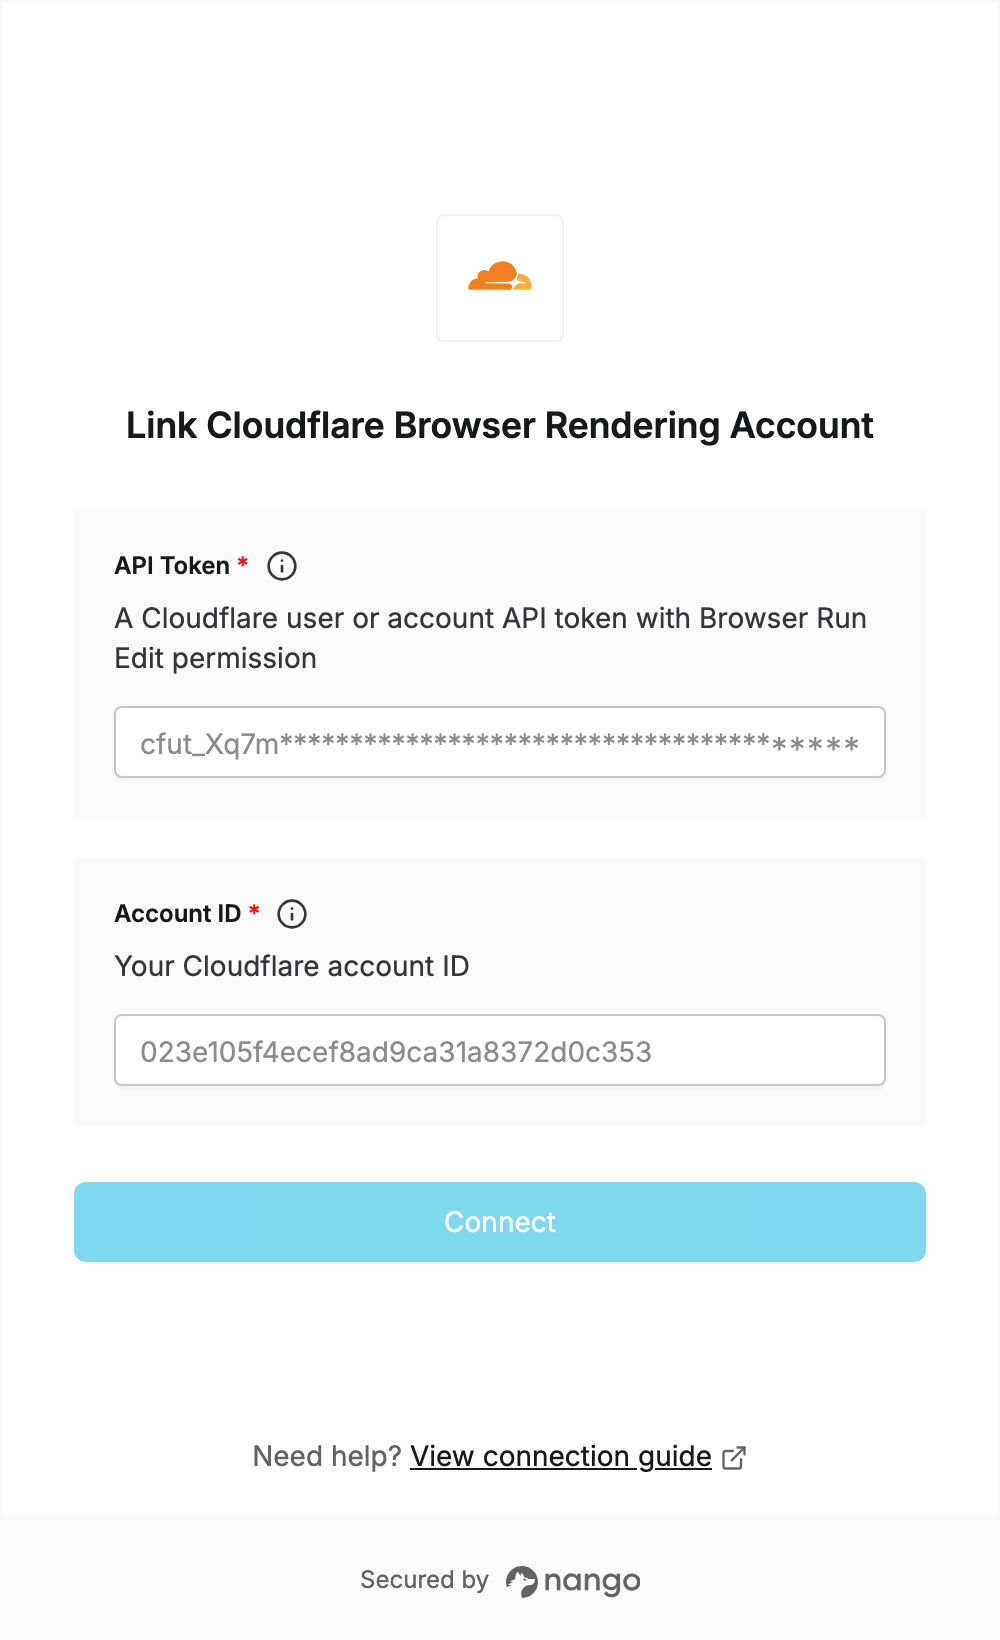 Link Cloudflare Browser Rendering Account
API Token *
A Cloudflare user or account API token with Browser Run
Edit permission
cfut_Xq7m****************************************
Account ID *
Your Cloudflare account ID
023e105f4ecef8ad9ca31a8372d0c353
Connect
Need help? View connection guide
Secured by nango